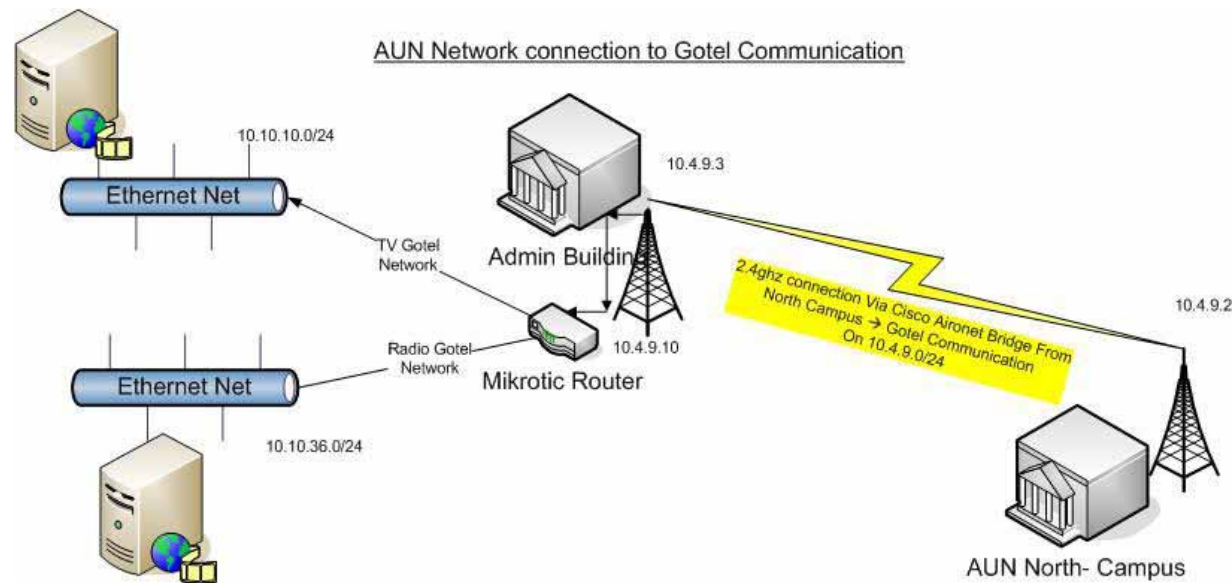 AUN Network connection to Gotel Communication
10.10.10.0/24
Ethernet Net
10.4.9.3
TV Gotel
Network
Admin Building
2.4ghz connection Via Cisco Aironet Bridge From
North Campus → Gotel Communication
On 10.4.9.0/24
10.4.9.2
Radio Gotel
Network
10.4.9.10
Mikrotic Router
Ethernet Net
10.10.36.0/24
AUN North- Campus